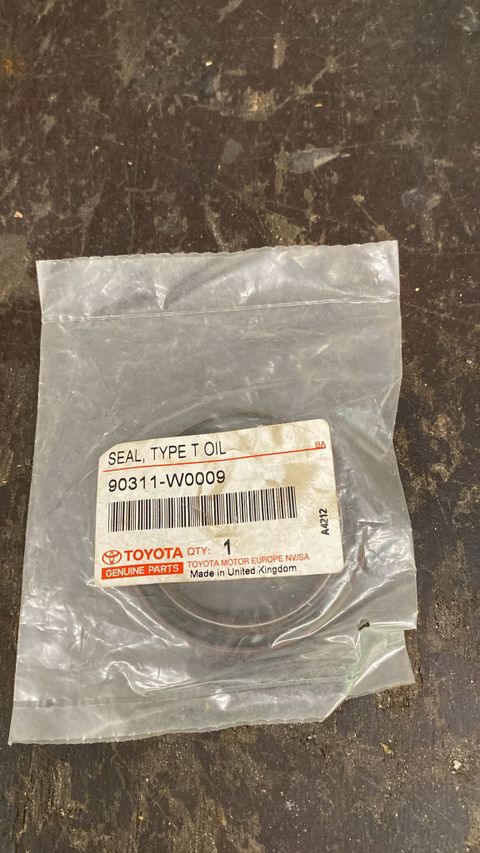 SEAL, TYPE T OIL
BA
90311-W0009
A4212
TOYOTA QTY: 1
GENUINE PARTS TOYOTA MOTOR EUROPE NV/SA
Made in United Kingdom